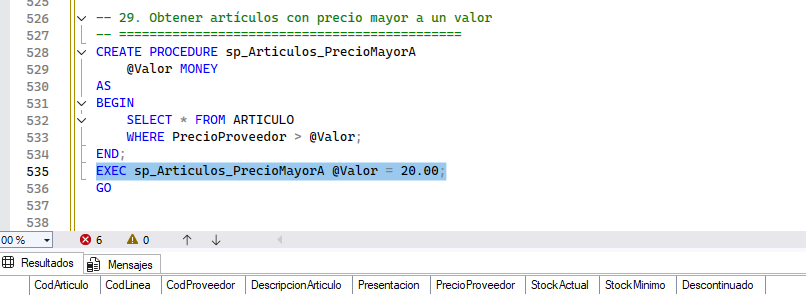 525
526 -- 29. Obtener artículos con precio mayor a un valor
527 -- =============================================
528 CREATE PROCEDURE sp_Articulos_PrecioMayorA
529 @Valor MONEY
530 AS
531 BEGIN
532 SELECT * FROM ARTICULO
533 WHERE PrecioProveedor > @Valor;
534 END;
535 EXEC sp_Articulos_PrecioMayorA @Valor = 20.00;
536 GO
537
538
00 % 6 0
Resultados Mensajes
CodArticulo CodLinea CodProveedor DescripcionArticulo Presentacion PrecioProveedor StockActual StockMinimo Descontinuado